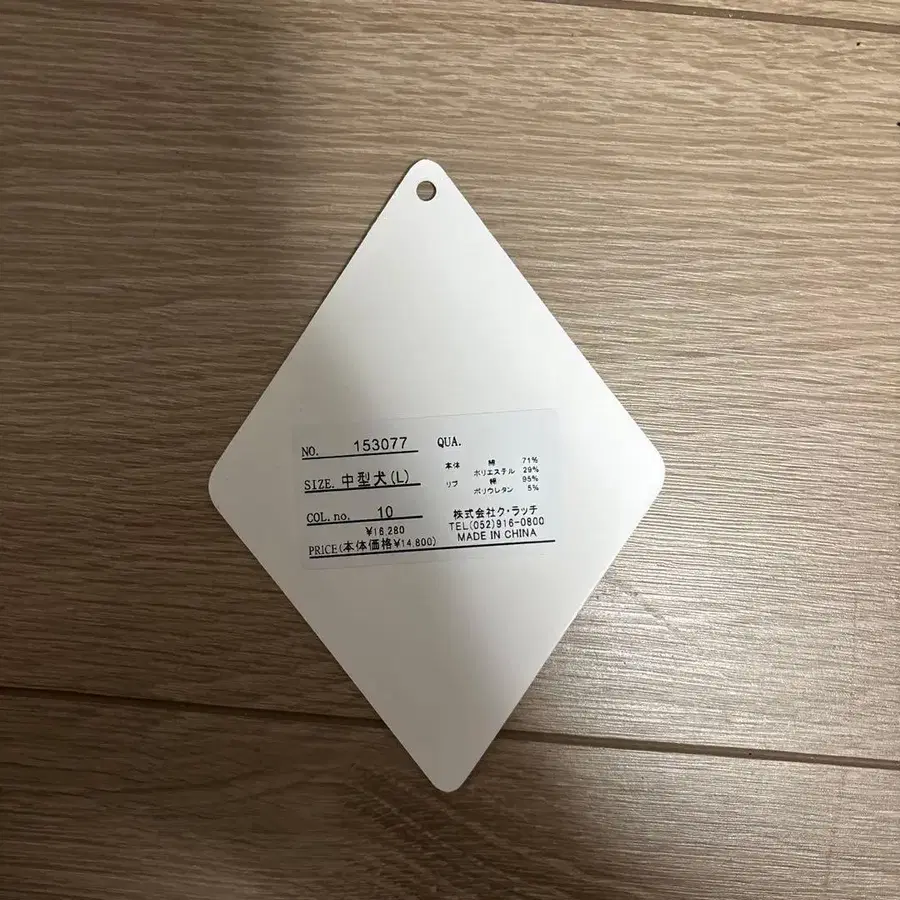 NO. 153077
SIZE. 中型犬(L)
COL. no. 10
¥16,280
PRICE(本体価格¥14,800)
QUA.
本体 綿 71%
ポリエステル 29%
リブ 綿 95%
ポリウレタン 5%
株式会社ク・ラッチ
TEL(052)916-0800
MADE IN CHINA